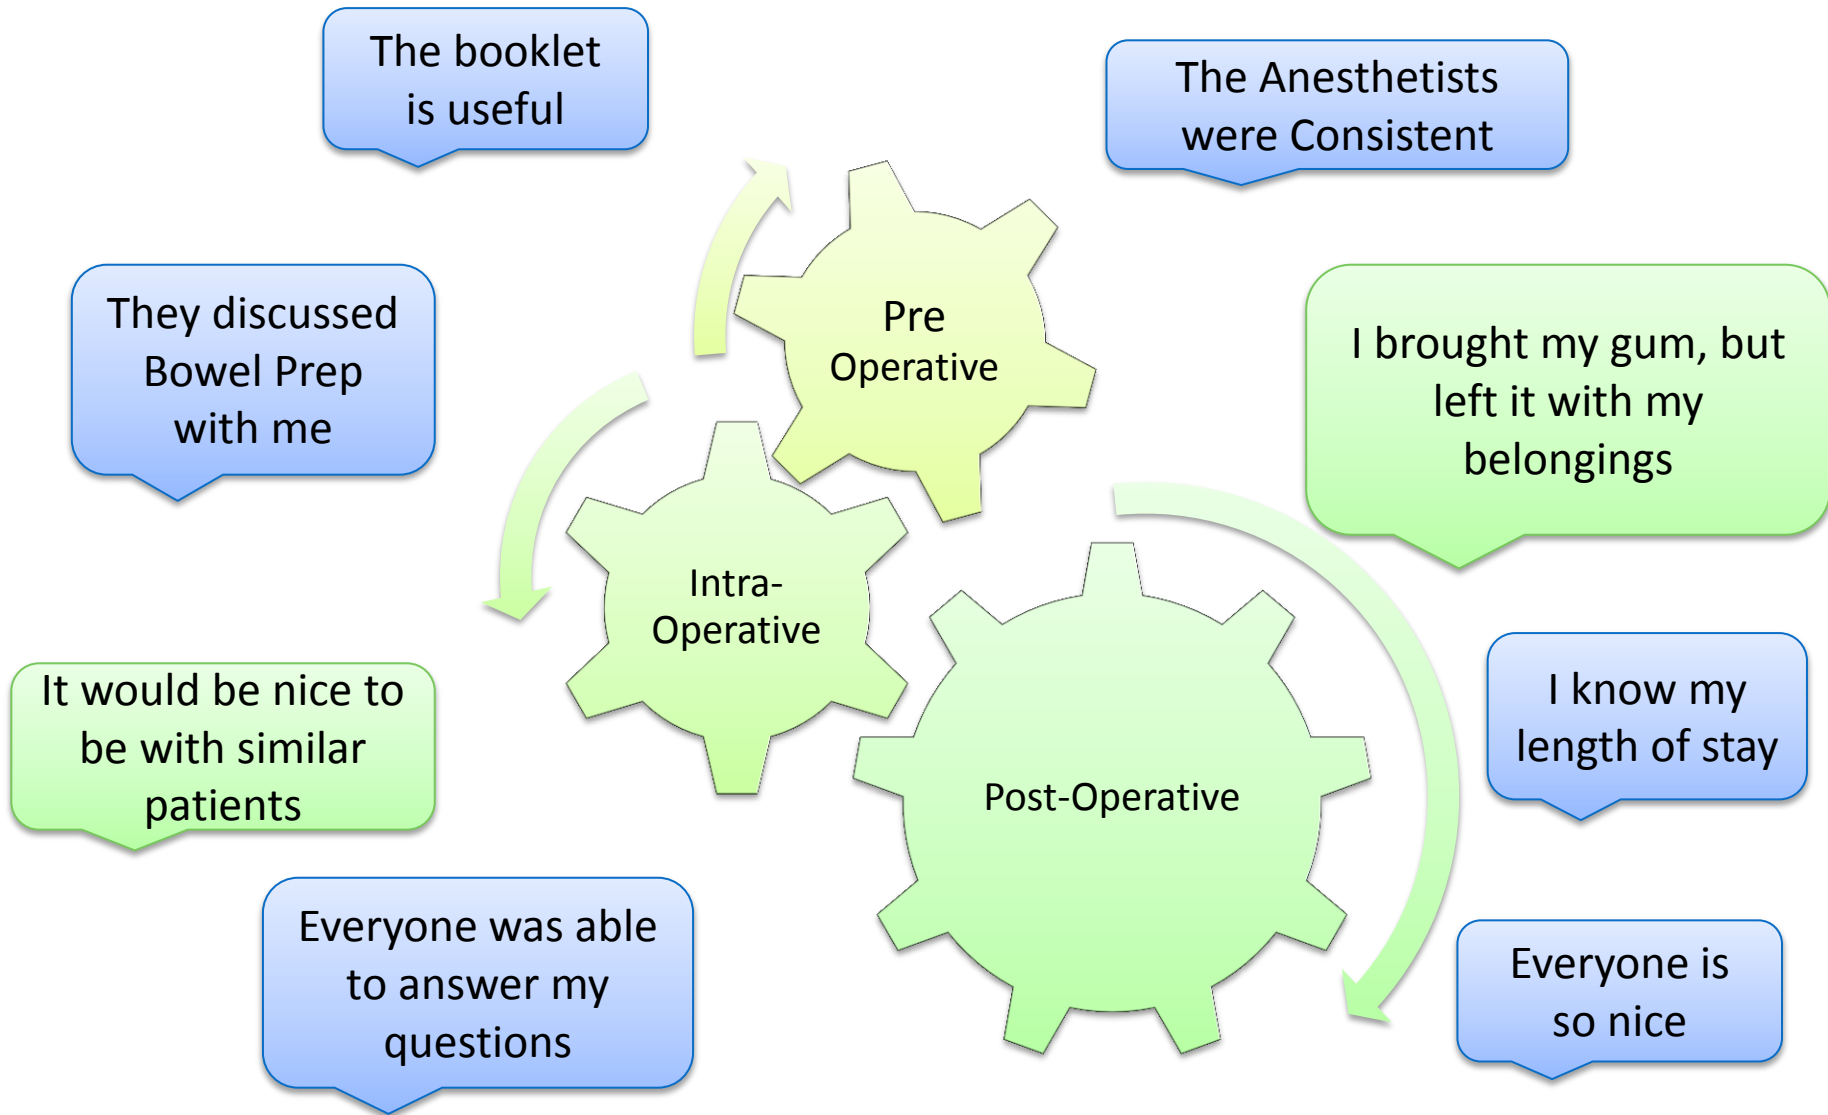 The booklet
is useful
The Anesthetists
were Consistent
They discussed
Bowel Prep
with me
Pre
Operative
I brought my gum, but
left it with my
belongings
Intra-
Operative
It would be nice to
be with similar
patients
I know my
length of stay
Post-Operative
Everyone was able
to answer my
questions
Everyone is
so nice